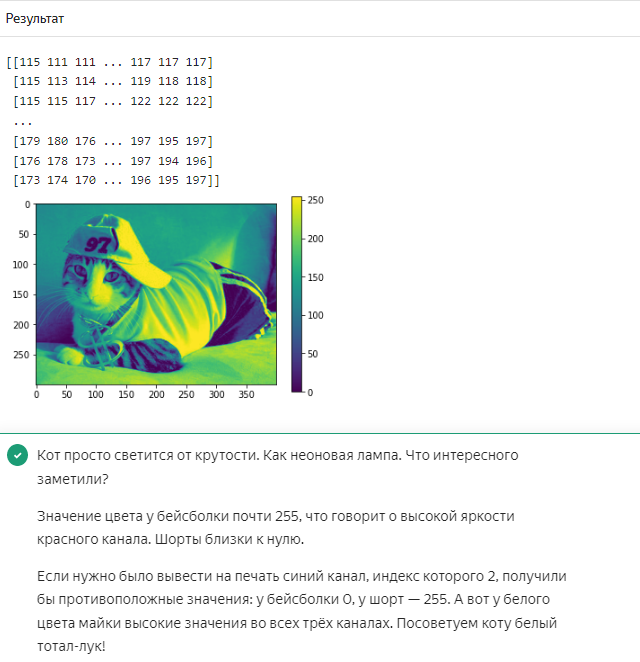 Результат
[[115 111 111 ... 117 117 117]
[115 113 114 ... 119 118 118]
[115 115 117 ... 122 122 122]
...
[179 180 176 ... 197 195 197]
[176 178 173 ... 197 194 196]
[173 174 170 ... 196 195 197]]
0
50
100
150
200
250
97
0 50 100 150 200 250 300 350
250
200
150
100
50
0
Кот просто светится от крутости. Как неоновая лампа. Что интересного
заметили?
Значение цвета у бейсболки почти 255, что говорит о высокой яркости
красного канала. Шорты близки к нулю.
Если нужно было вывести на печать синий канал, индекс которого 2, получили
бы противоположные значения: у бейсболки 0, у шорт — 255. А вот у белого
цвета майки высокие значения во всех трёх каналах. Посоветуем коту белый
тотал-лук!